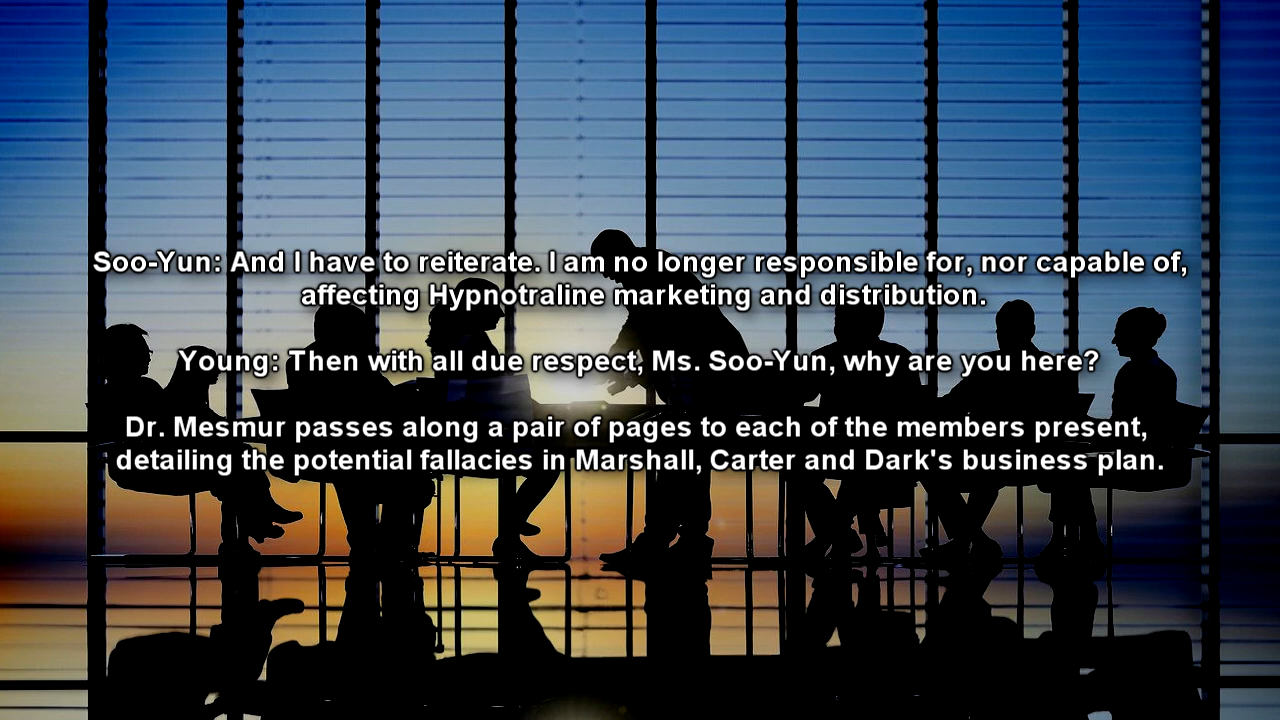 Soo-Yun: And I have to reiterate. I am no longer responsible for, nor capable of,
affecting Hypnotraline marketing and distribution.
Young: Then with all due respect, Ms. Soo-Yun, why are you here?
Dr. Mesmur passes along a pair of pages to each of the members present,
detailing the potential fallacies in Marshall, Carter and Dark's business plan.